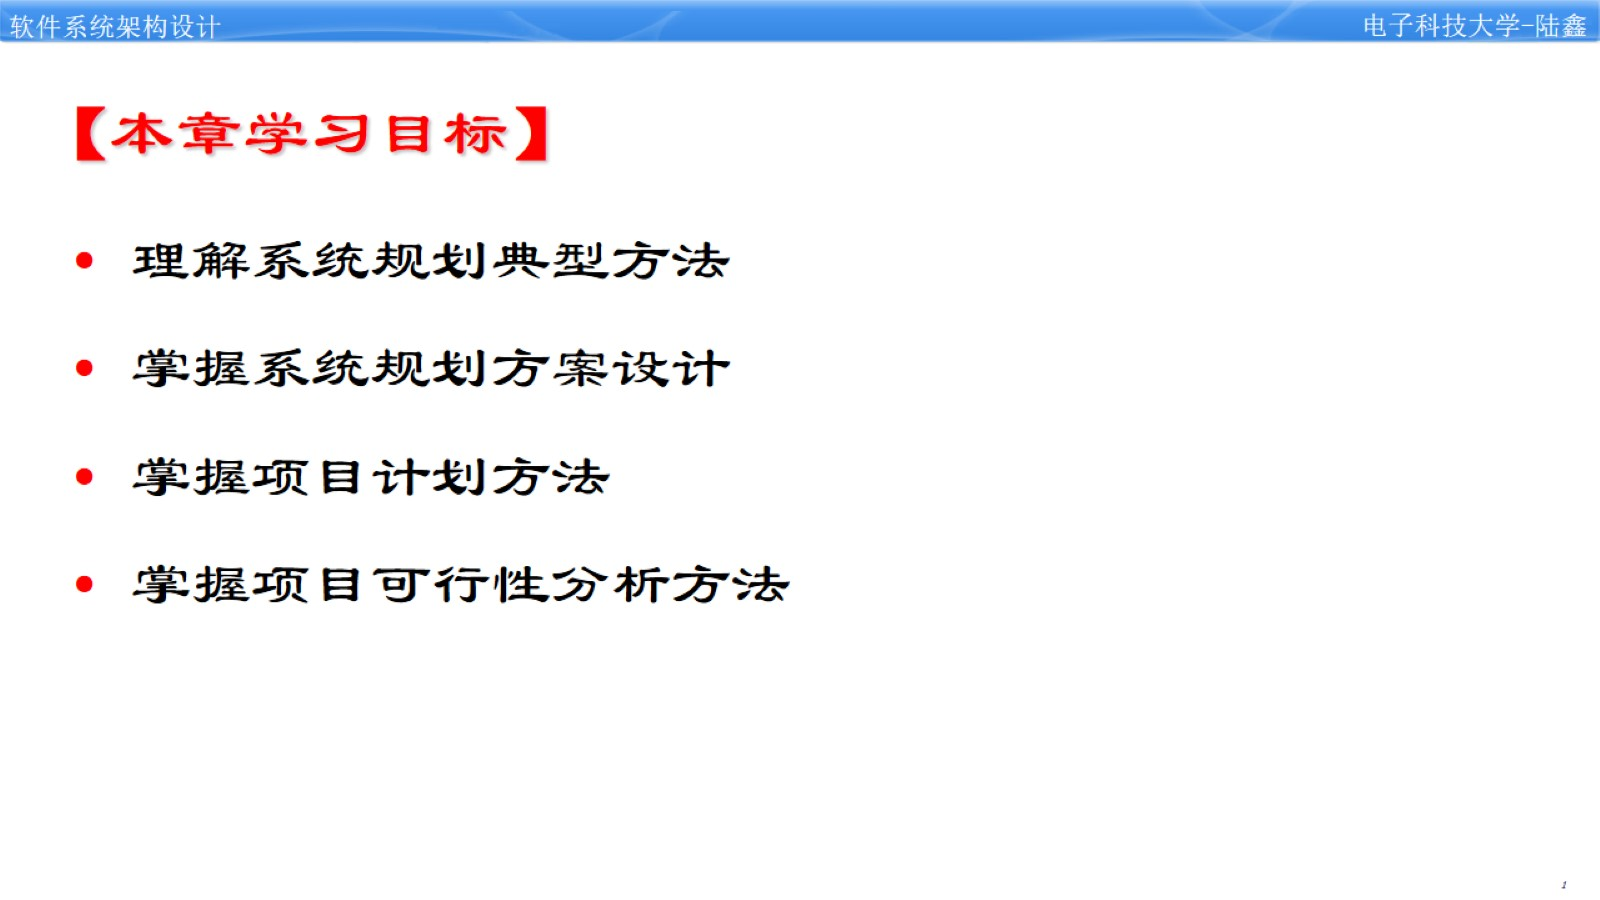 软件系统架构设计
电子科技大学-陆鑫
【本章学习目标】
• 理解系统规划典型方法
• 掌握系统规划方案设计
• 掌握项目计划方法
• 掌握项目可行性分析方法
1